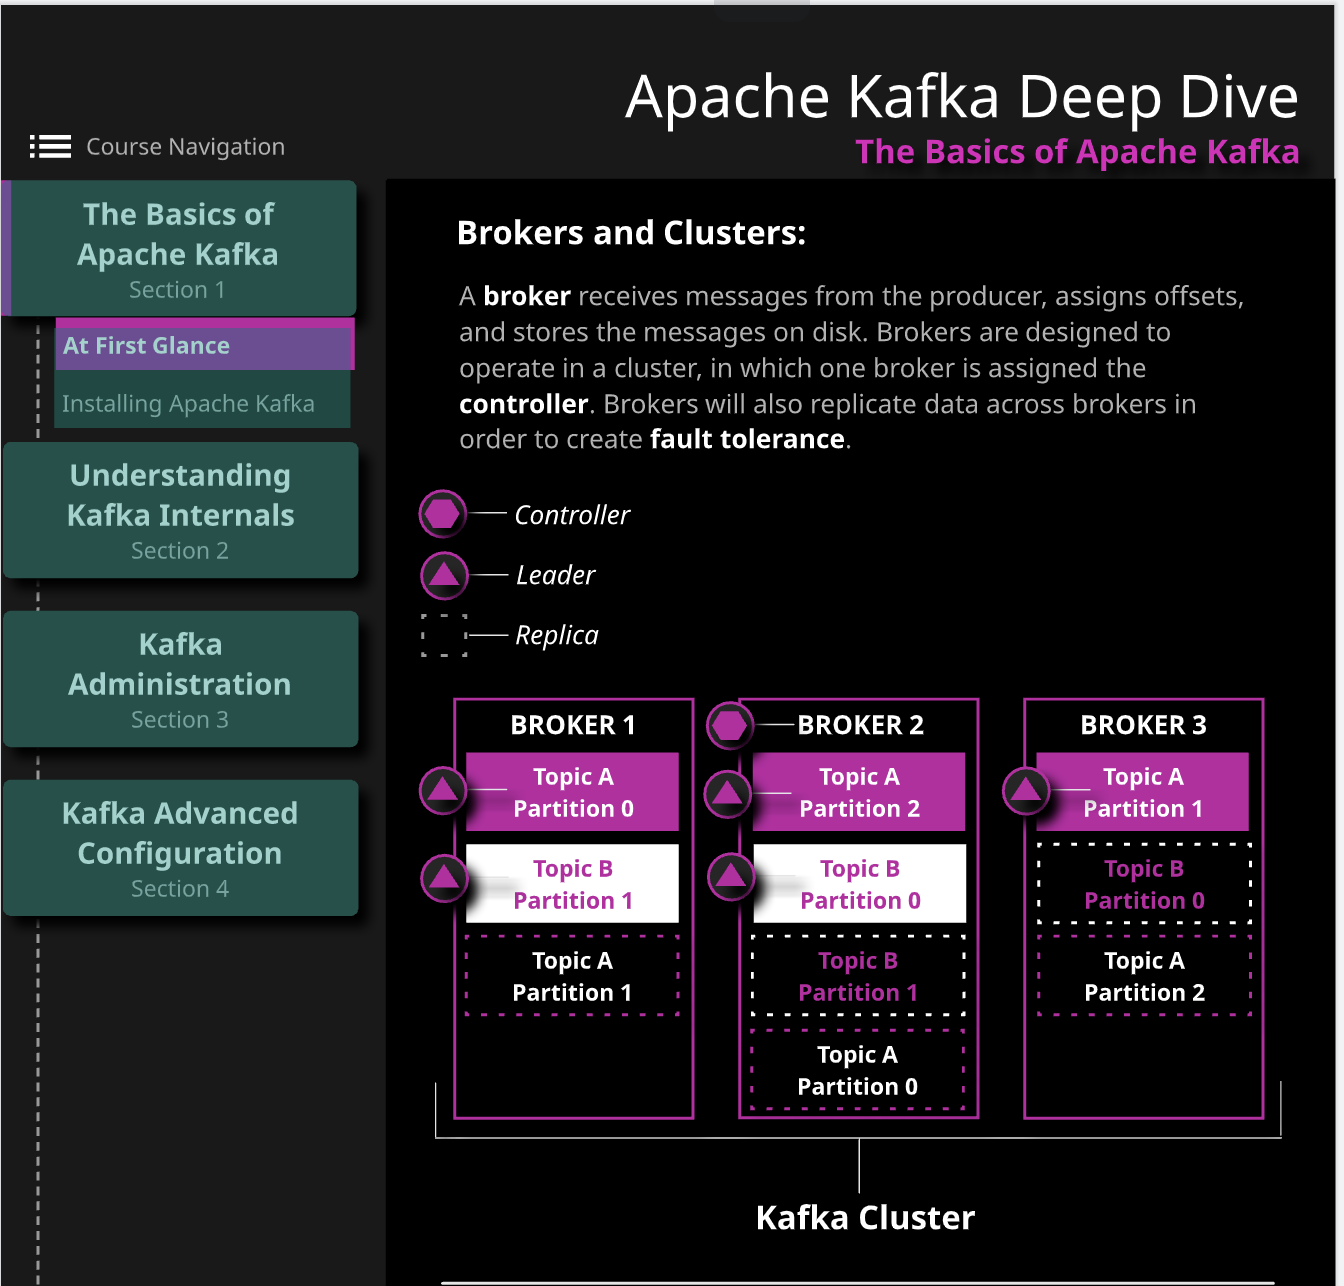 Apache Kafka Deep Dive
The Basics of Apache Kafka
Course Navigation
The Basics of
Apache Kafka
Section 1
At First Glance
Installing Apache Kafka
Understanding
Kafka Internals
Section 2
Kafka
Administration
Section 3
Kafka Advanced
Configuration
Section 4
Brokers and Clusters:
A broker receives messages from the producer, assigns offsets,
and stores the messages on disk. Brokers are designed to
operate in a cluster, in which one broker is assigned the
controller. Brokers will also replicate data across brokers in
order to create fault tolerance.
Controller
Leader
Replica
BROKER 1
Topic A
Partition 0
Topic B
Partition 1
Topic A
Partition 1
BROKER 2
Topic A
Partition 2
Topic B
Partition 0
Topic B
Partition 1
Topic A
Partition 0
BROKER 3
Topic A
Partition 1
Topic B
Partition 0
Topic A
Partition 2
Kafka Cluster